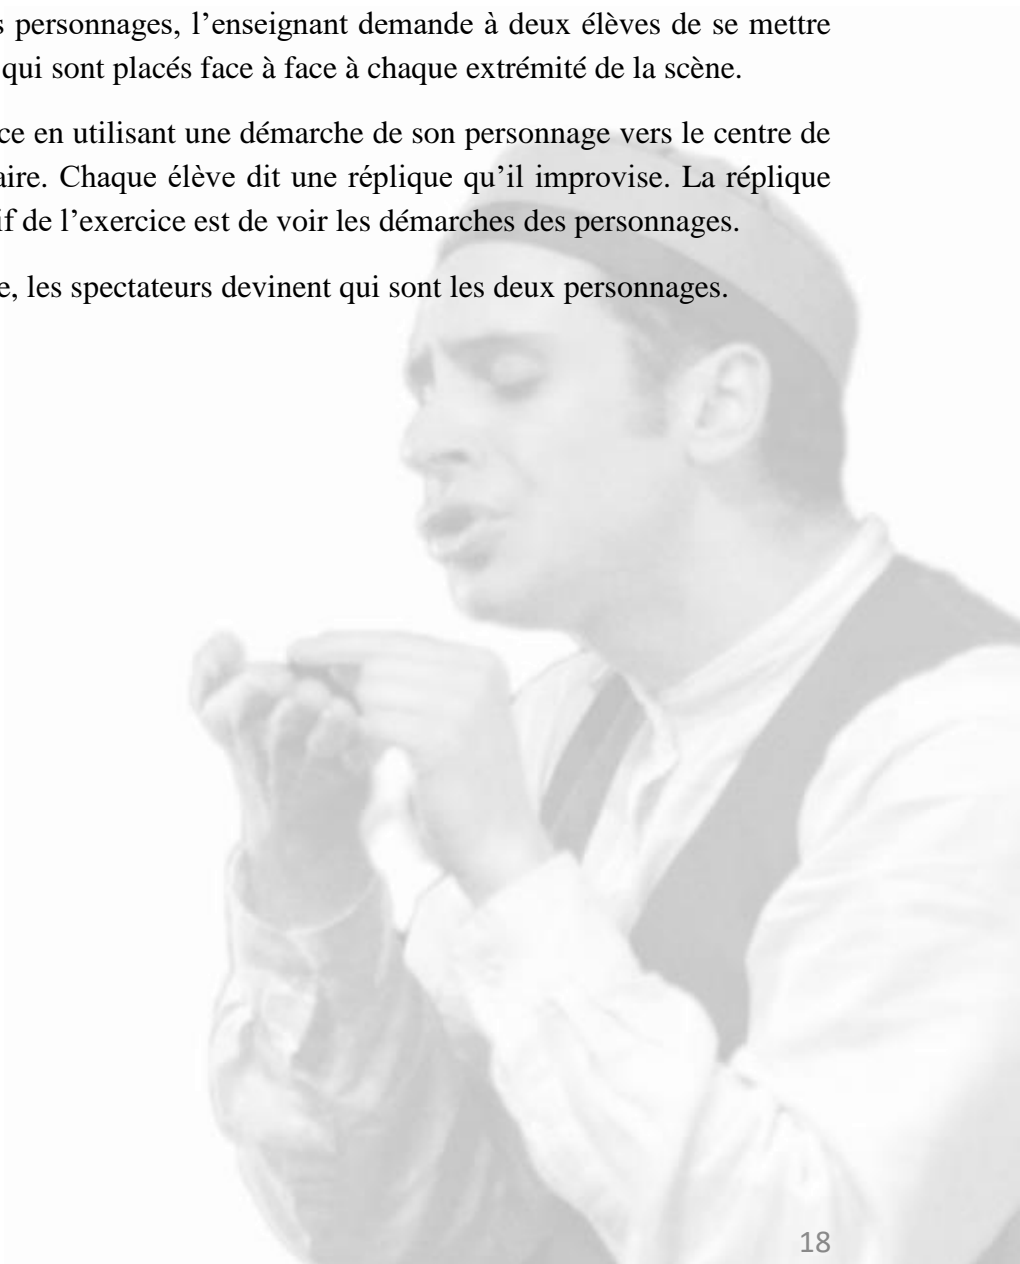 s personnages, l’enseignant demande à deux élèves de se mettre
qui sont placés face à face à chaque extrémité de la scène.
ce en utilisant une démarche de son personnage vers le centre de
aire. Chaque élève dit une réplique qu’il improvise. La réplique
if de l’exercice est de voir les démarches des personnages.
e, les spectateurs devinent qui sont les deux personnages.
18